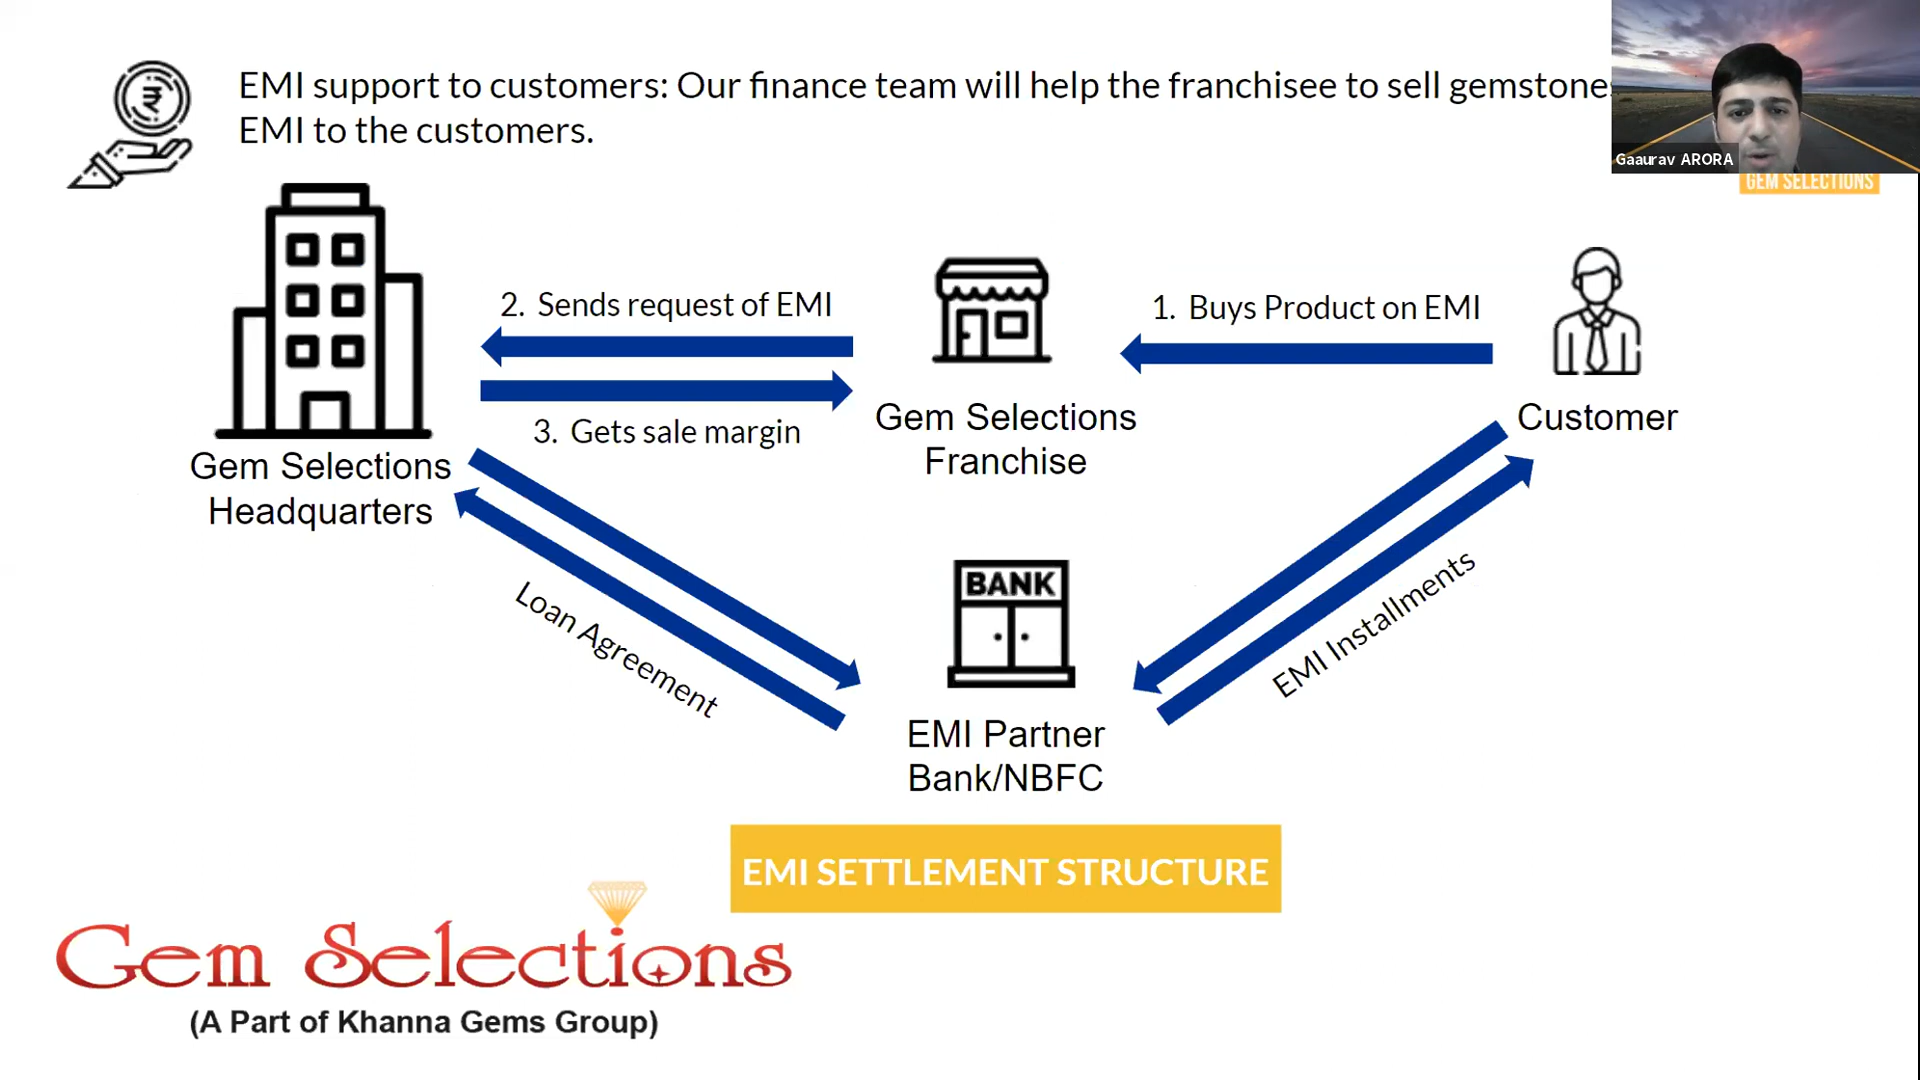 EMI support to customers: Our finance team will help the franchisee to sell gemstone
EMI to the customers.
Gaaurav ARORA
GEM SELECTIONS
2. Sends request of EMI
1. Buys Product on EMI
3. Gets sale margin
Gem Selections
Franchise
Customer
Gem Selections
Headquarters
BANK
Loan Agreement
EMI Installments
EMI Partner
Bank/NBFC
EMI SETTLEMENT STRUCTURE
Gem Selections
(A Part of Khanna Gems Group)